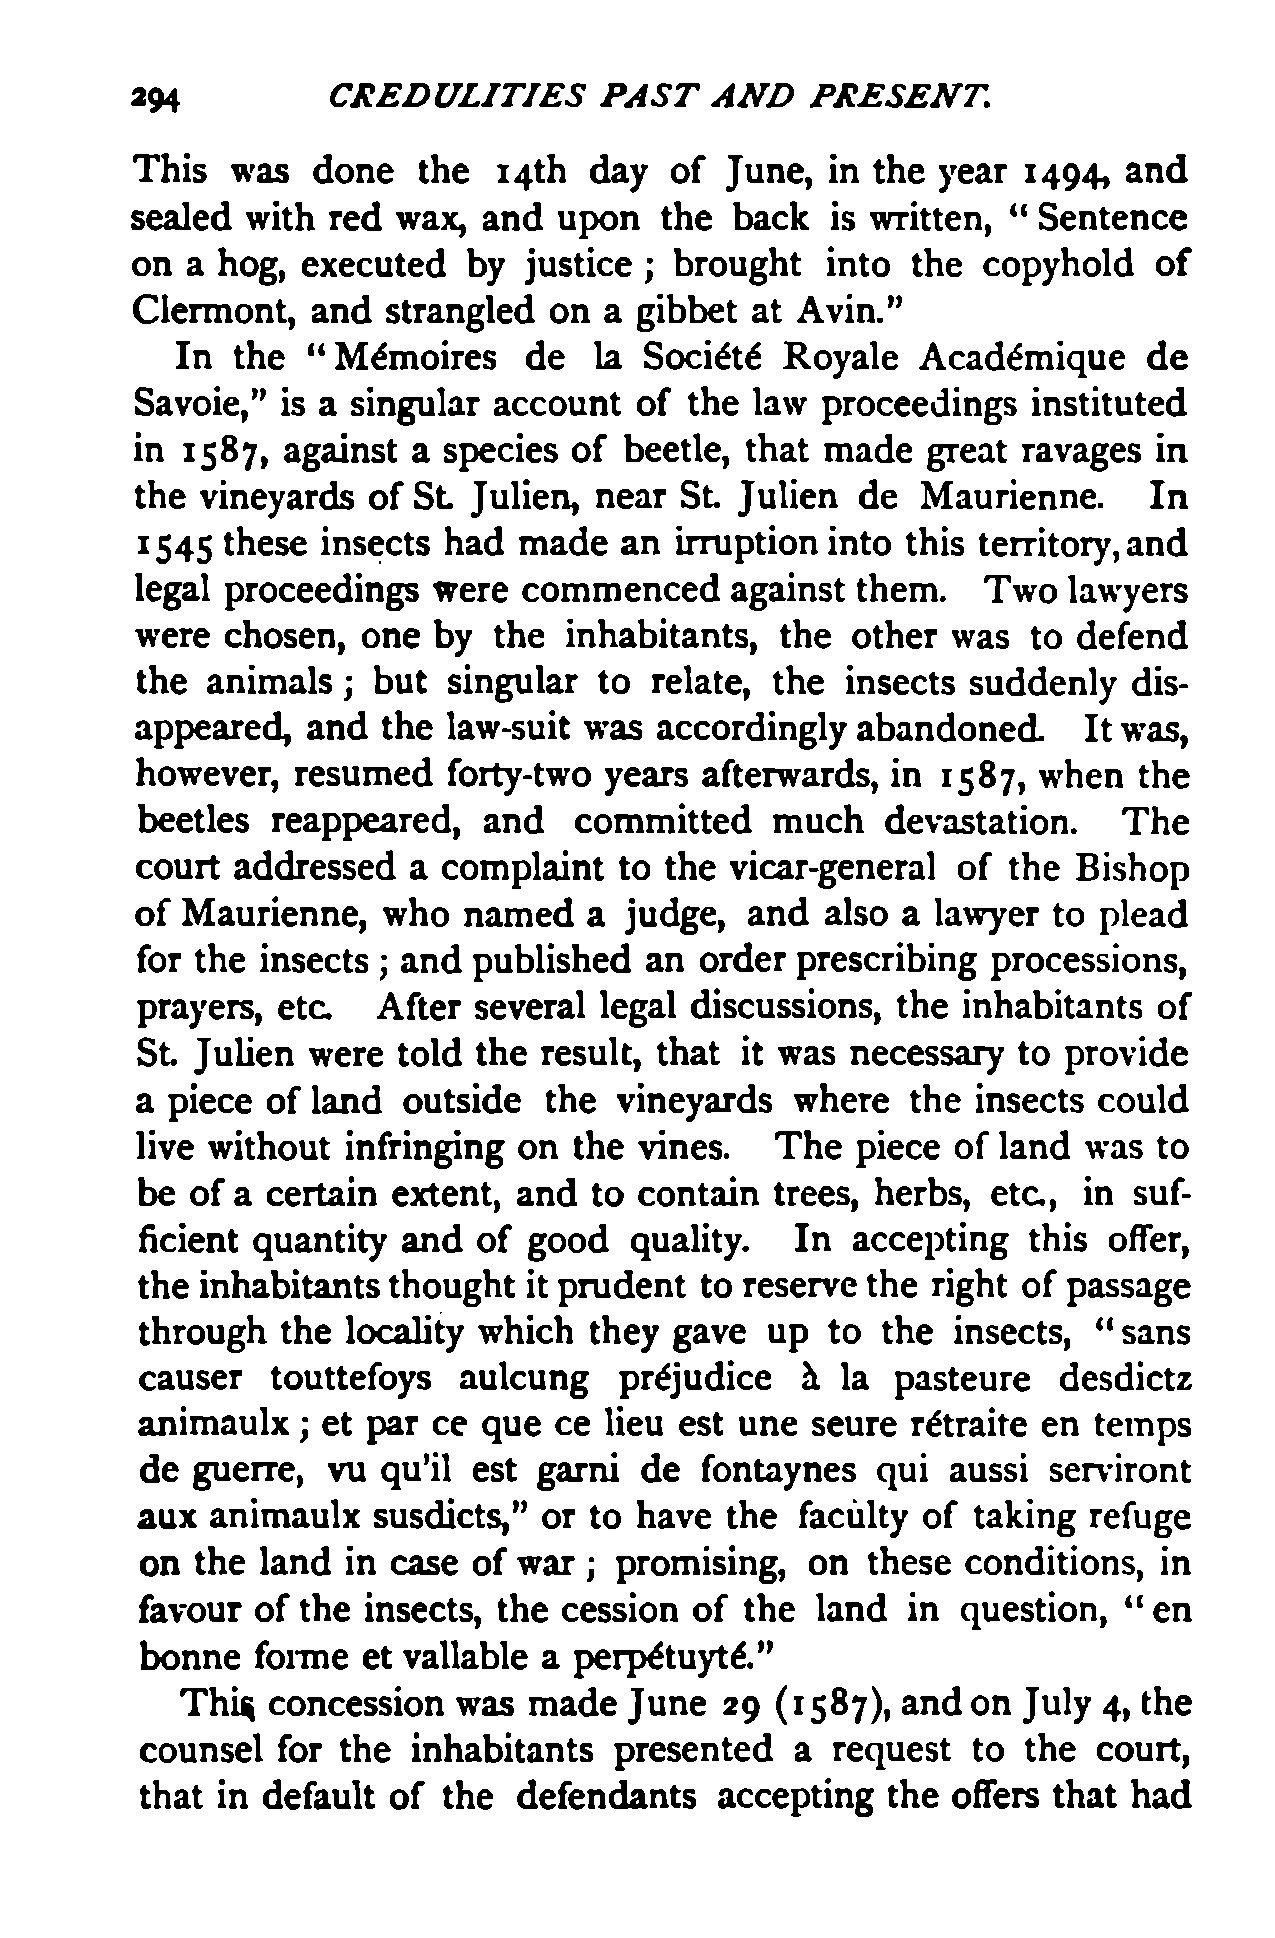 294 CREDULITIES PAST AND PRESENT.
This was done the 14th day of June, in the year 1494, and
sealed with red wax, and upon the back is written, “ Sentence
on a hog, executed by justice ; brought into the copyhold of
Clermont, and strangled on a gibbet at Avin.”
In the “ Mémoires de la Société Royale Académique de
Savoie,” is a singular account of the law proceedings instituted
in 1587, against a species of beetle, that made great ravages in
the vineyards of St. Julien, near St. Julien de Maurienne. In
1545 these insects had made an irruption into this territory, and
legal proceedings were commenced against them. Two lawyers
were chosen, one by the inhabitants, the other was to defend
the animals ; but singular to relate, the insects suddenly dis-
appeared, and the law-suit was accordingly abandoned. It was,
however, resumed forty-two years afterwards, in 1587, when the
beetles reappeared, and committed much devastation. The
court addressed a complaint to the vicar-general of the Bishop
of Maurienne, who named a judge, and also a lawyer to plead
for the insects ; and published an order prescribing processions,
prayers, etc. After several legal discussions, the inhabitants of
St. Julien were told the result, that it was necessary to provide
a piece of land outside the vineyards where the insects could
live without infringing on the vines. The piece of land was to
be of a certain extent, and to contain trees, herbs, etc., in suf-
ficient quantity and of good quality. In accepting this offer,
the inhabitants thought it prudent to reserve the right of passage
through the locality which they gave up to the insects, “ sans
causer touttefoys aulcung préjudice à la pasteure desdictz
animaulx ; et par ce que ce lieu est une seure rétraite en temps
de guerre, vu qu’il est garni de fontaynes qui aussi serviront
aux animaulx susdicts,” or to have the faculty of taking refuge
on the land in case of war ; promising, on these conditions, in
favour of the insects, the cession of the land in question, “ en
bonne forme et vallable a perpétuyté.”
This concession was made June 29 (1587), and on July 4, the
counsel for the inhabitants presented a request to the court,
that in default of the defendants accepting the offers that had